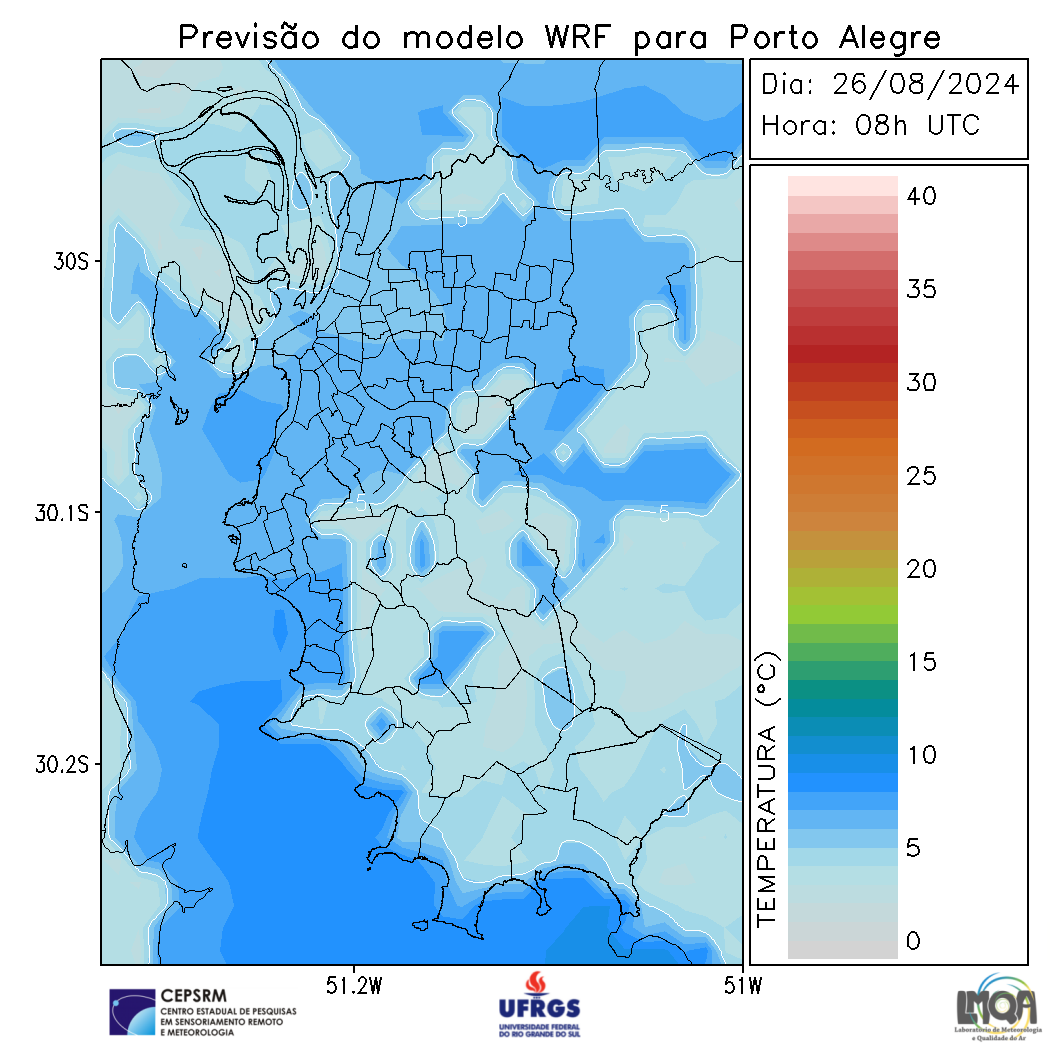 Previsão do modelo WRF para Porto Alegre
Dia: 26/08/2024
Hora: 08h UTC
30S
30.1S
30.2S
51.2W
51W
5
5
5
TEMPERATURA (°C)
40
35
30
25
20
15
10
5
0
CEPSRM
CENTRO ESTADUAL DE PESQUISAS
EM SENSORIAMENTO REMOTO
E METEOROLOGIA
UFRGS
UNIVERSIDADE FEDERAL
DO RIO GRANDE DO SUL
LMQA
Laboratório de Meteorologia
e Qualidade do Ar